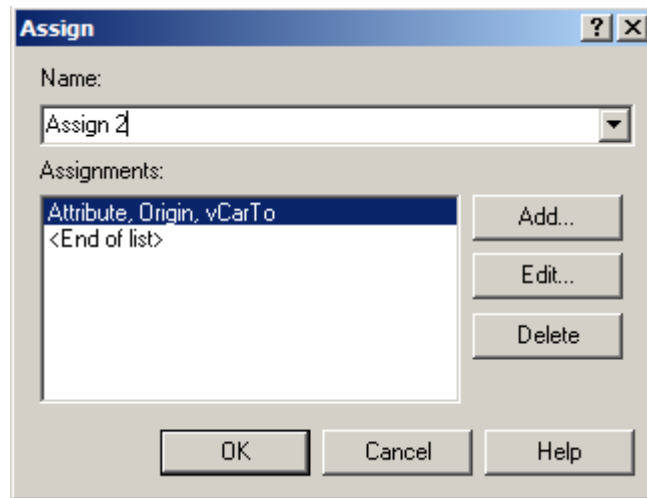 Assign
Name:
Assign 2
Assignments:
Attribute, Origin, vCarTo
<End of list>
Add...
Edit...
Delete
OK
Cancel
Help